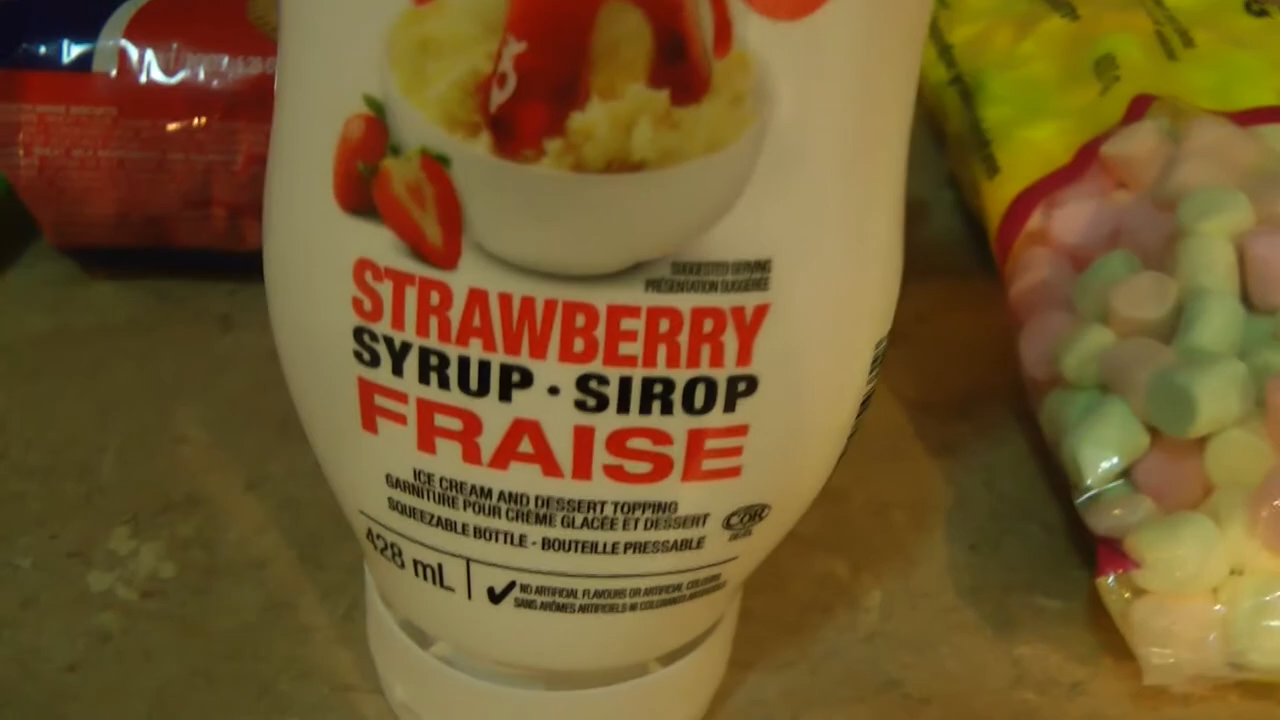 SUGGESTED SERVING
PRÉSENTATION SUGGÉRÉE
STRAWBERRY
SYRUP • SIROP
FRAISE
ICE CREAM AND DESSERT TOPPING
GARNITURE POUR CRÈME GLACÉE ET DESSERT
SQUEEZABLE BOTTLE - BOUTEILLE PRESSABLE
COR
428 mL
NO ARTIFICIAL FLAVOURS OR ARTIFICIAL COLOURS
SANS ARÔMES ARTIFICIELS NI COLORANTS